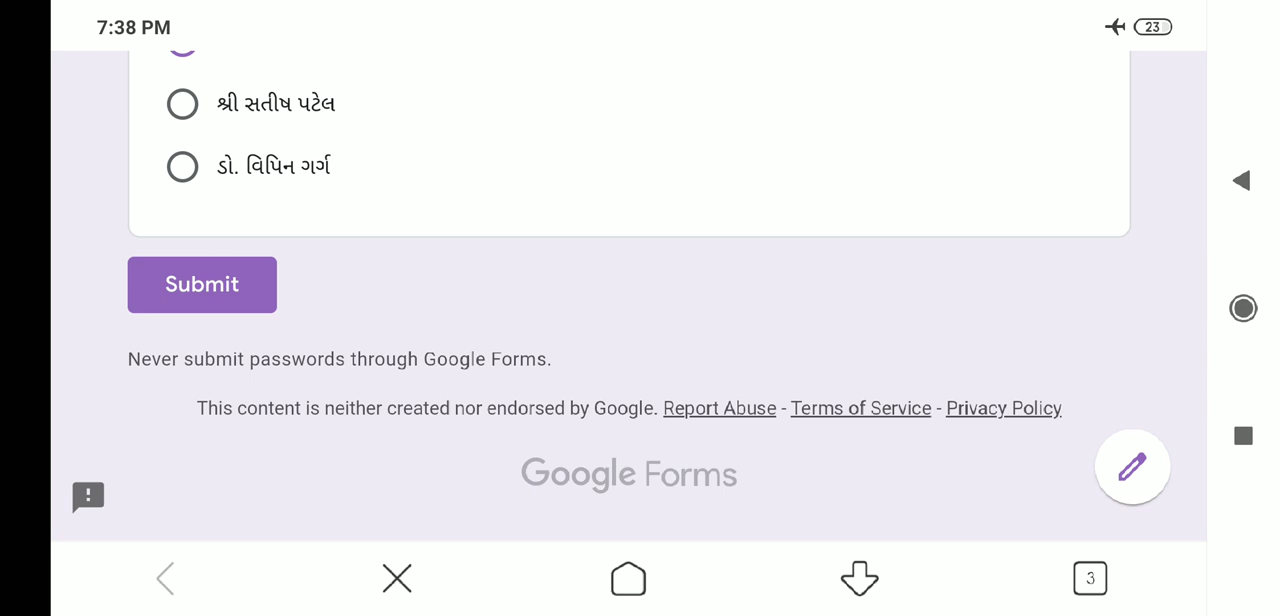 7:38 PM
23
શ્રી સતીષ પટેલ
ડો. વિપિન ગર્ગ
Submit
Never submit passwords through Google Forms.
This content is neither created nor endorsed by Google. Report Abuse - Terms of Service - Privacy Policy
Google Forms
3